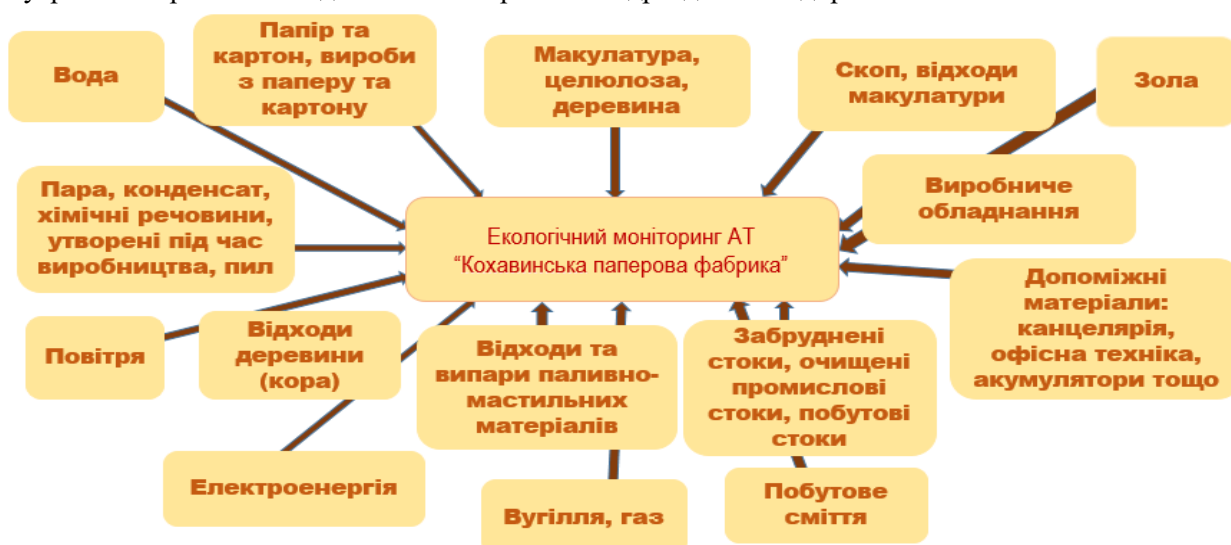 Вода
Папір та
картон, вироби
з паперу та
картону
Макулатура,
целюлоза,
деревина
Скоп, відходи
макулатури
Зола
Пара, конденсат,
хімічні речовини,
утворені під час
виробництва, пил
Екологічний моніторинг АТ
“Кохавинська паперова фабрика”
Виробниче
обладнання
Повітря
Відходи
деревини
(кора)
Відходи та
випари паливно-
мастильних
матеріалів
Забруднені
стоки, очищені
промислові
стоки, побутові
стоки
Допоміжні
матеріали:
канцелярія,
офісна техніка,
акумулятори тощо
Електроенергія
Вугілля, газ
Побутове
сміття